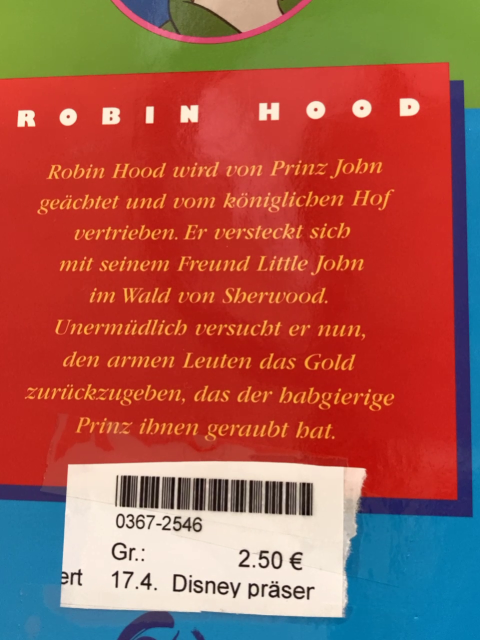 ROBIN HOOD
Robin Hood wird von Prinz John
geächtet und vom königlichen Hof
vertrieben. Er versteckt sich
mit seinem Freund Little John
im Wald von Sherwood.
Unermüdlich versucht er nun,
den armen Leuten das Gold
zurückzugeben, das der habgierige
Prinz ihnen geraubt hat.
0367-2546
Gr.: 2.50 €
ert 17.4. Disney präser